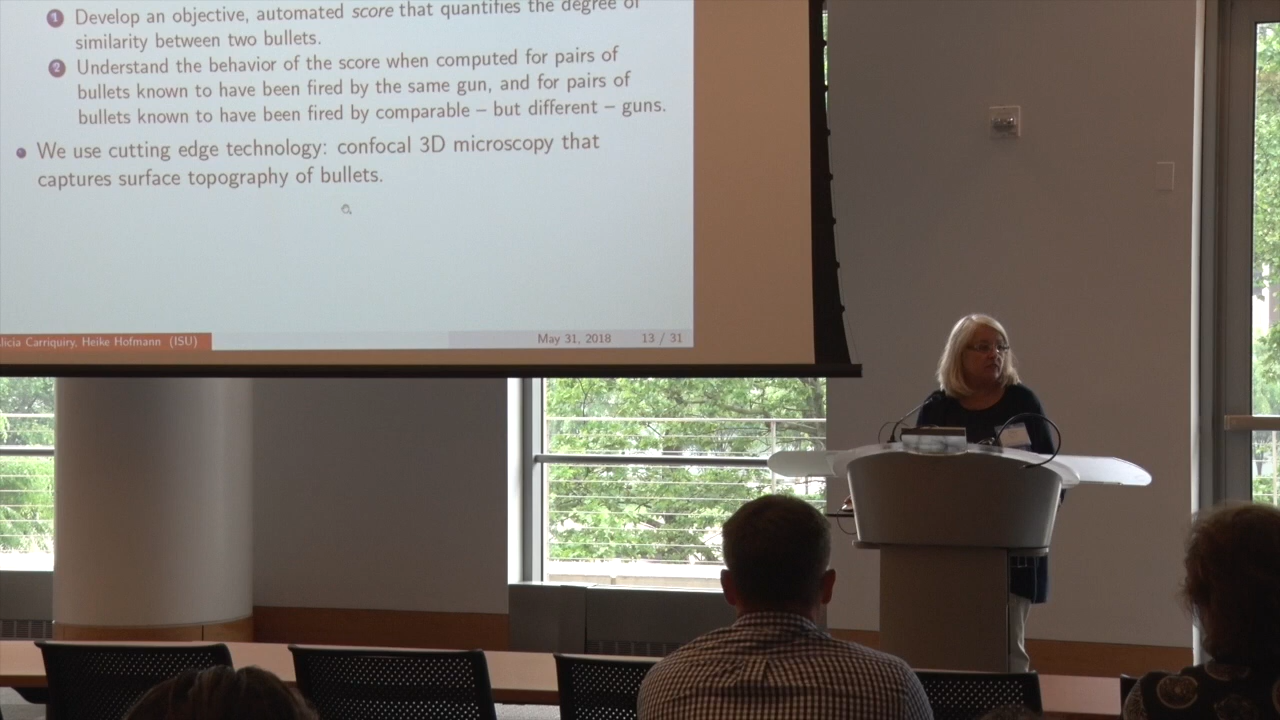 1 Develop an objective, automated score that quantifies the degree of
similarity between two bullets.
2 Understand the behavior of the score when computed for pairs of
bullets known to have been fired by the same gun, and for pairs of
bullets known to have been fired by comparable – but different – guns.
We use cutting edge technology: confocal 3D microscopy that
captures surface topography of bullets.
licia Carriquiry, Heike Hofmann (ISU) May 31, 2018 13 / 31